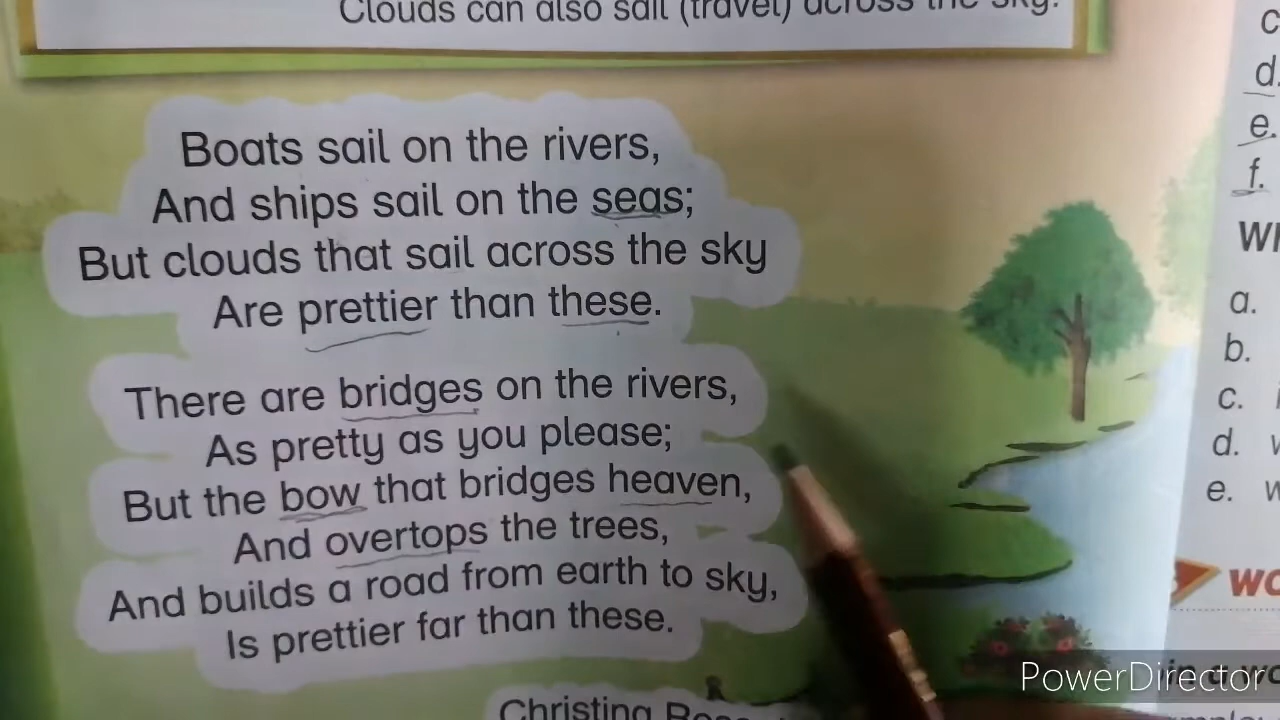 Clouds can also sail (travel) across the sky.
Boats sail on the rivers,
And ships sail on the seas;
But clouds that sail across the sky
Are prettier than these.
There are bridges on the rivers,
As pretty as you please;
But the bow that bridges heaven,
And overtops the trees,
And builds a road from earth to sky,
Is prettier far than these.
Christina
c
d.
e.
f.
a.
b.
c.
d.
e.
PowerDirector